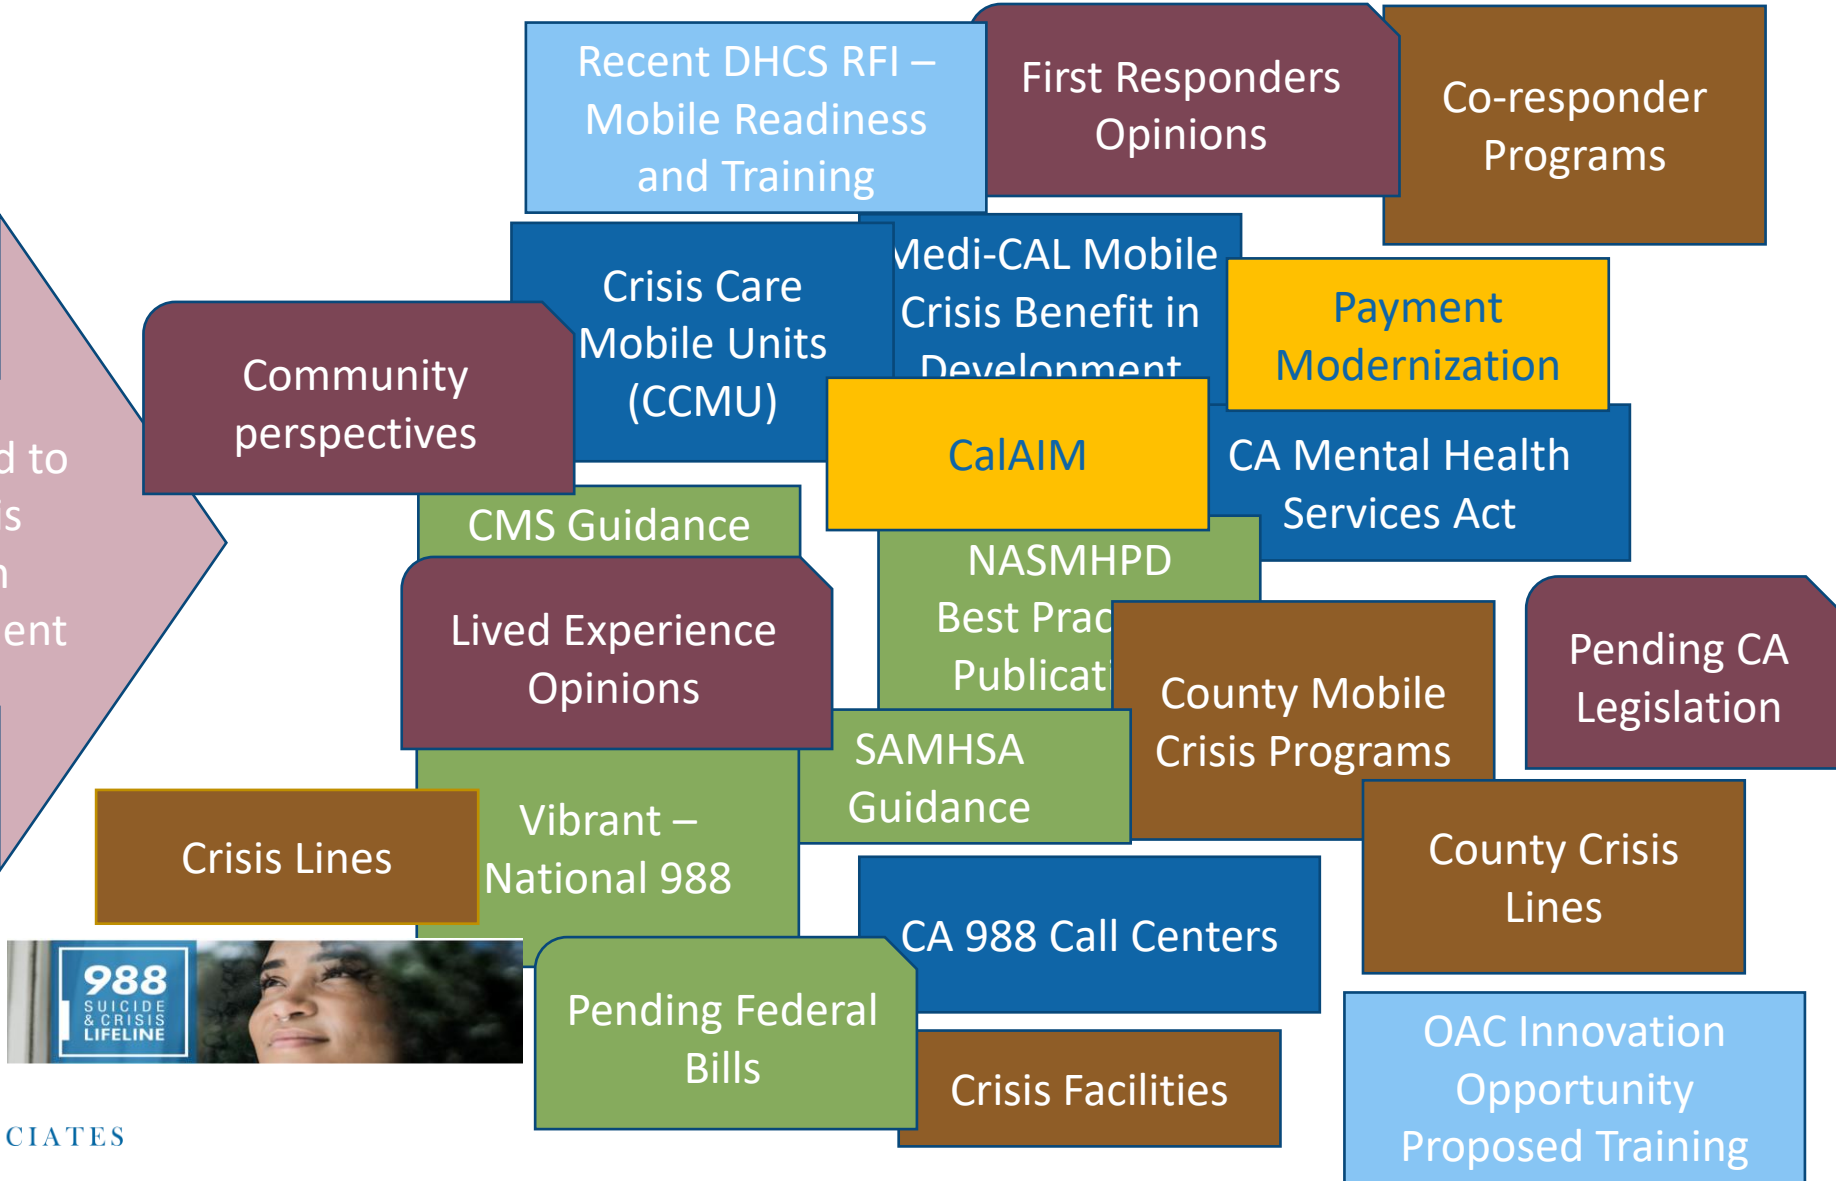 Recent DHCS RFI –
Mobile Readiness
and Training
First Responders
Opinions
Co-responder
Programs
Crisis Care
Mobile Units
(CCMU)
Medi-CAL Mobile
Crisis Benefit in
Development
Payment
Modernization
Community
perspectives
CalAIM
CA Mental Health
Services Act
d to
is
n
ent
CMS Guidance
NASMHPD
Best Prac
Publicati
Lived Experience
Opinions
County Mobile
Crisis Programs
Pending CA
Legislation
SAMHSA
Guidance
Crisis Lines
Vibrant –
National 988
County Crisis
Lines
CA 988 Call Centers
988
SUICIDE
& CRISIS
LIFELINE
Pending Federal
Bills
Crisis Facilities
OAC Innovation
Opportunity
Proposed Training
CIATES